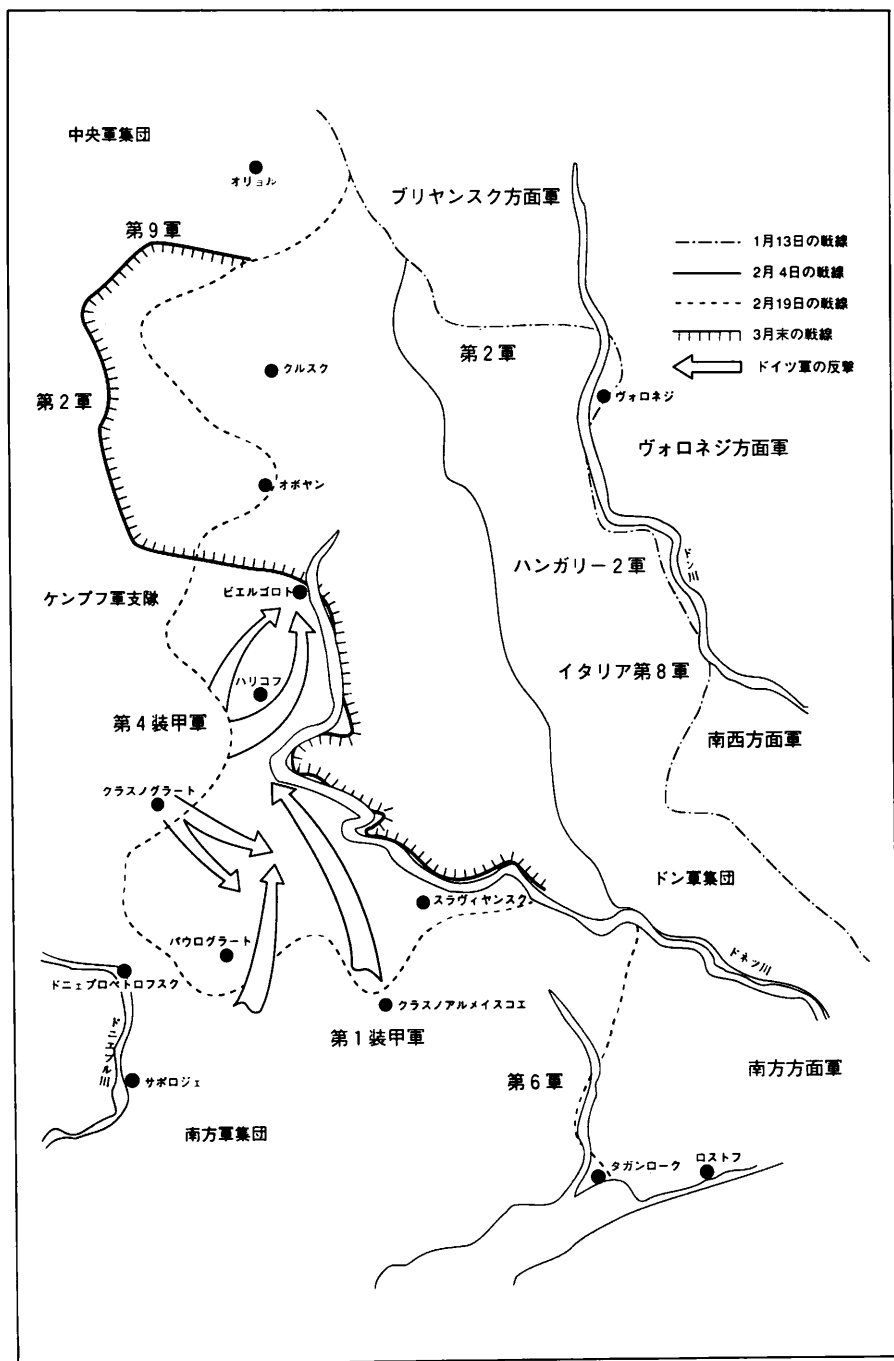 中央軍集団
オリョル
ブリヤンスク方面軍
第9軍
1月13日の戦線
2月4日の戦線
2月19日の戦線
3月末の戦線
ドイツ軍の反撃
第2軍
クルスク
第2軍
ヴォロネジ
ヴォロネジ方面軍
オボヤン
ドン川
ハンガリー2軍
ケンプフ軍支隊
ビエルゴロト
イタリア第8軍
ハリコフ
第4装甲軍
南西方面軍
クラスノグラート
ドン軍集団
スラヴィヤンスク
パウログラート
ドネツ川
ドニェプロペトロフスク
クラスノアルメイスコエ
第1装甲軍
ドニエプル川
南方方面軍
第6軍
サポロジェ
南方軍集団
タガンローク
ロストフ